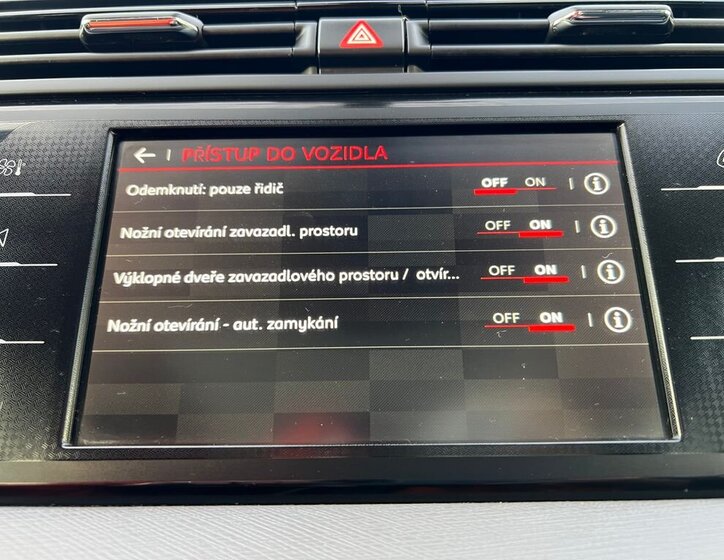 PŘÍSTUP DO VOZIDLA
Odemknutí: pouze řidič OFF ON
Nožní otevírání zavazadl. prostoru OFF ON
Výklopné dveře zavazadlového prostoru / otvír... OFF ON
Nožní otevírání - aut. zamykání OFF ON